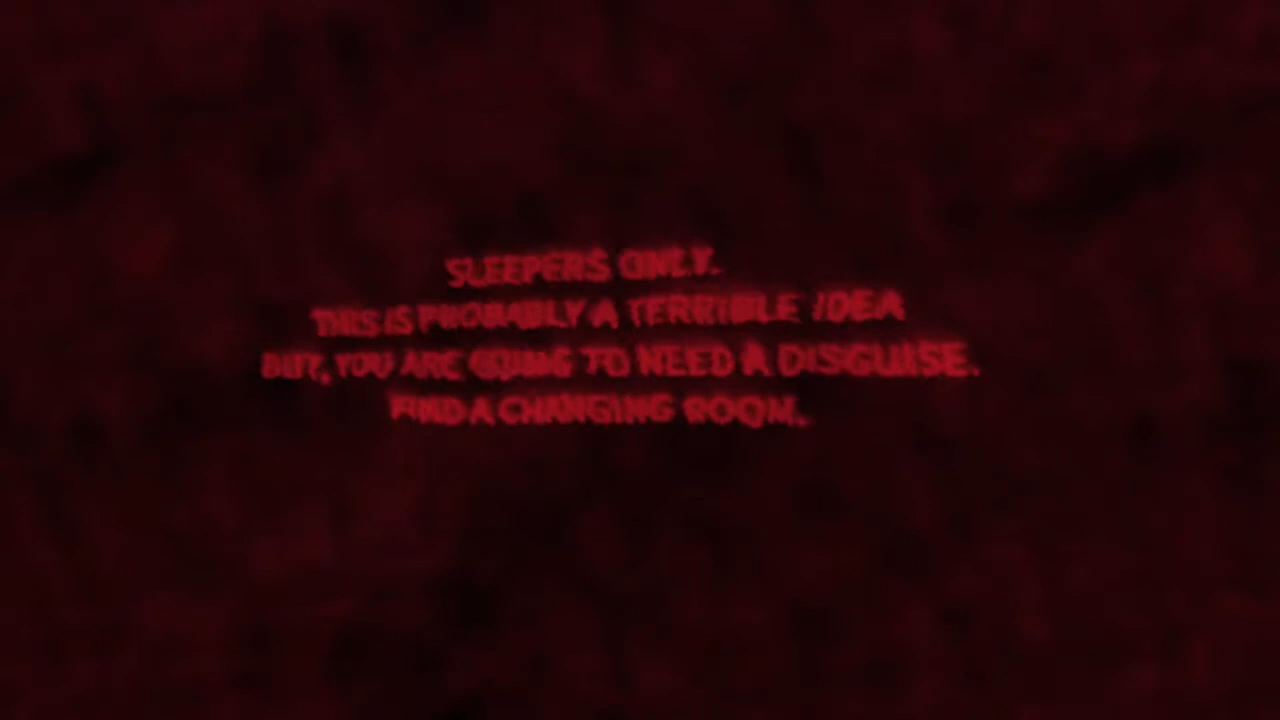 SLEEPERS ONLY.
THIS IS PROBABLY A TERRIBLE IDEA
BUT, YOU ARE GOING TO NEED A DISGUISE.
FIND A CHANGING ROOM.